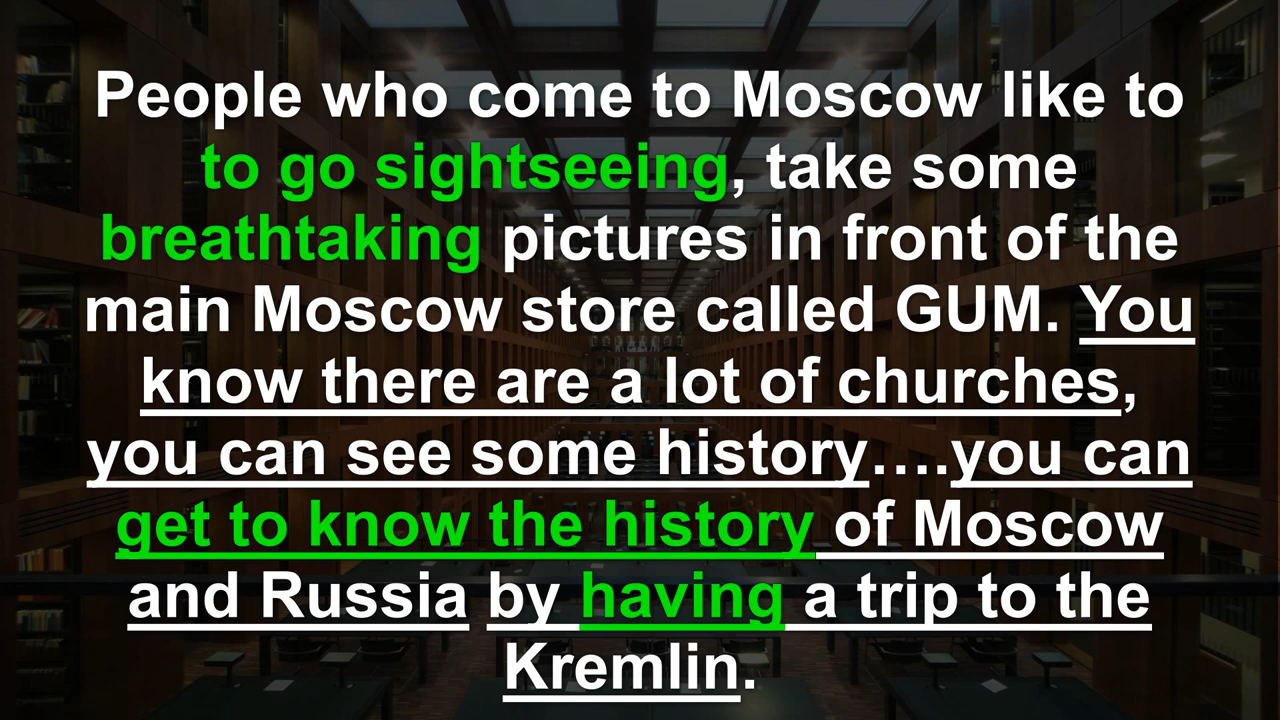 People who come to Moscow like to
to go sightseeing, take some
breathtaking pictures in front of the
main Moscow store called GUM. You
know there are a lot of churches,
you can see some history….you can
get to know the history of Moscow
and Russia by having a trip to the
Kremlin.